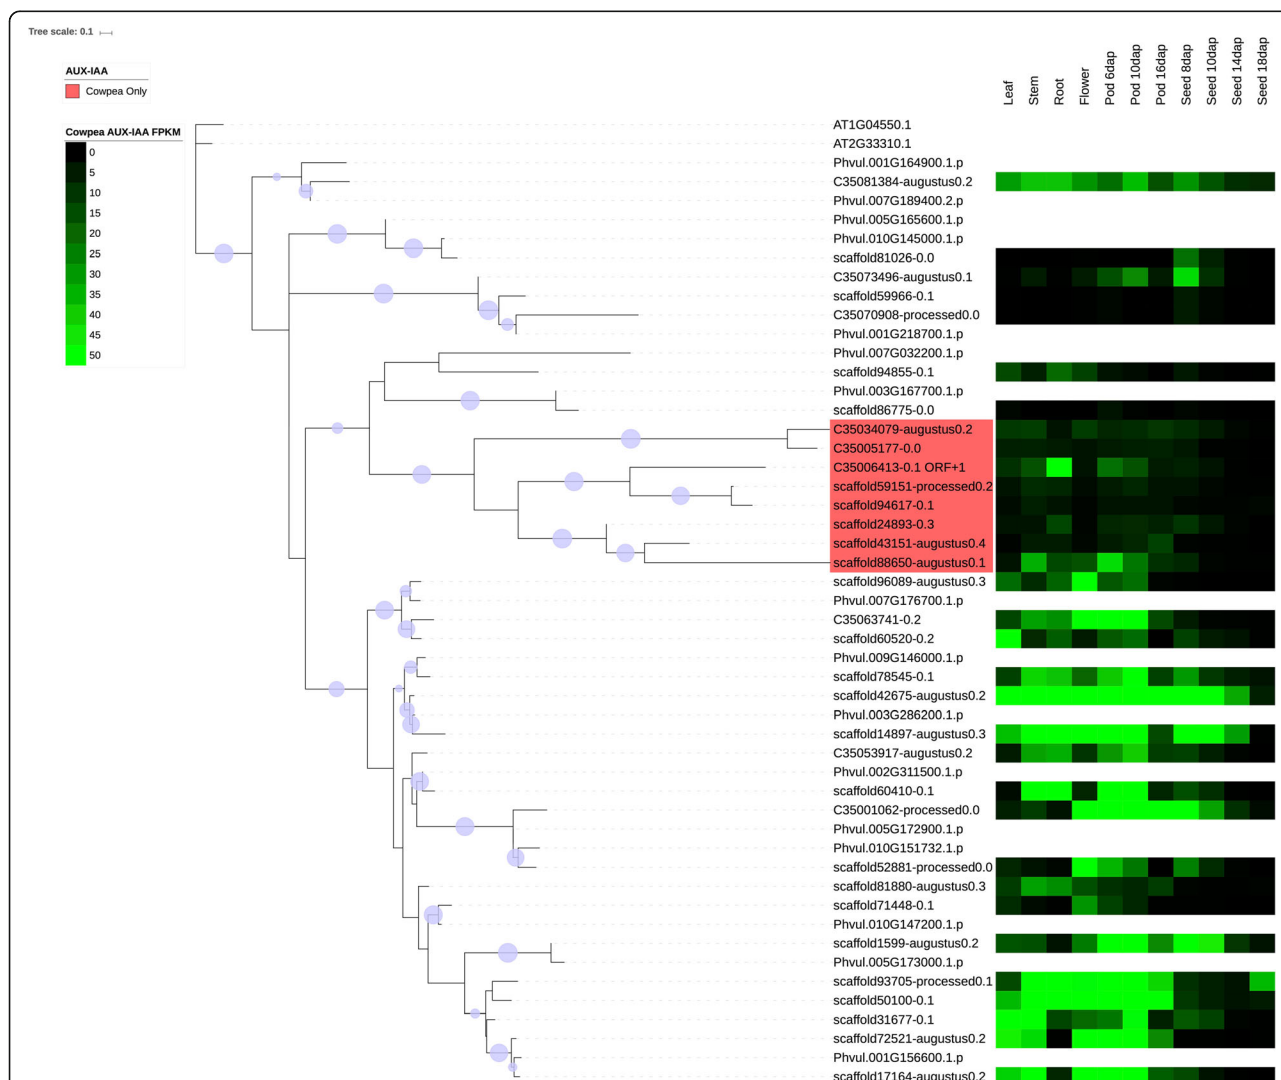 Tree scale: 0.1
AUX-IAA
Cowpea Only
Cowpea AUX-IAA FPKM
0
5
10
15
20
25
30
35
40
45
50
Leaf
Stem
Root
Flower
Pod 6dap
Pod 10dap
Pod 16dap
Seed 8dap
Seed 10dap
Seed 14dap
Seed 18dap
AT1G04550.1
AT2G33310.1
Phvul.001G164900.1.p
C35081384-augustus0.2
Phvul.007G189400.2.p
Phvul.005G165600.1.p
Phvul.010G145000.1.p
scaffold81026-0.0
C35073496-augustus0.1
scaffold59966-0.1
C35070908-processed0.0
Phvul.001G218700.1.p
Phvul.007G032200.1.p
scaffold94855-0.1
Phvul.003G167700.1.p
scaffold86775-0.0
C35034079-augustus0.2
C35005177-0.0
C35006413-0.1 ORF+1
scaffold59151-processed0.2
scaffold94617-0.1
scaffold24893-0.3
scaffold43151-augustus0.4
scaffold88650-augustus0.1
scaffold96089-augustus0.3
Phvul.007G176700.1.p
C35063741-0.2
scaffold60520-0.2
Phvul.009G146000.1.p
scaffold78545-0.1
scaffold42675-augustus0.2
Phvul.003G286200.1.p
scaffold14897-augustus0.3
C35053917-augustus0.2
Phvul.002G311500.1.p
scaffold60410-0.1
C35001062-processed0.0
Phvul.005G172900.1.p
Phvul.010G151732.1.p
scaffold52881-processed0.0
scaffold81880-augustus0.3
scaffold71448-0.1
Phvul.010G147200.1.p
scaffold1599-augustus0.2
Phvul.005G173000.1.p
scaffold93705-processed0.1
scaffold50100-0.1
scaffold31677-0.1
scaffold72521-augustus0.2
Phvul.001G156600.1.p
scaffold17164-augustus0.2